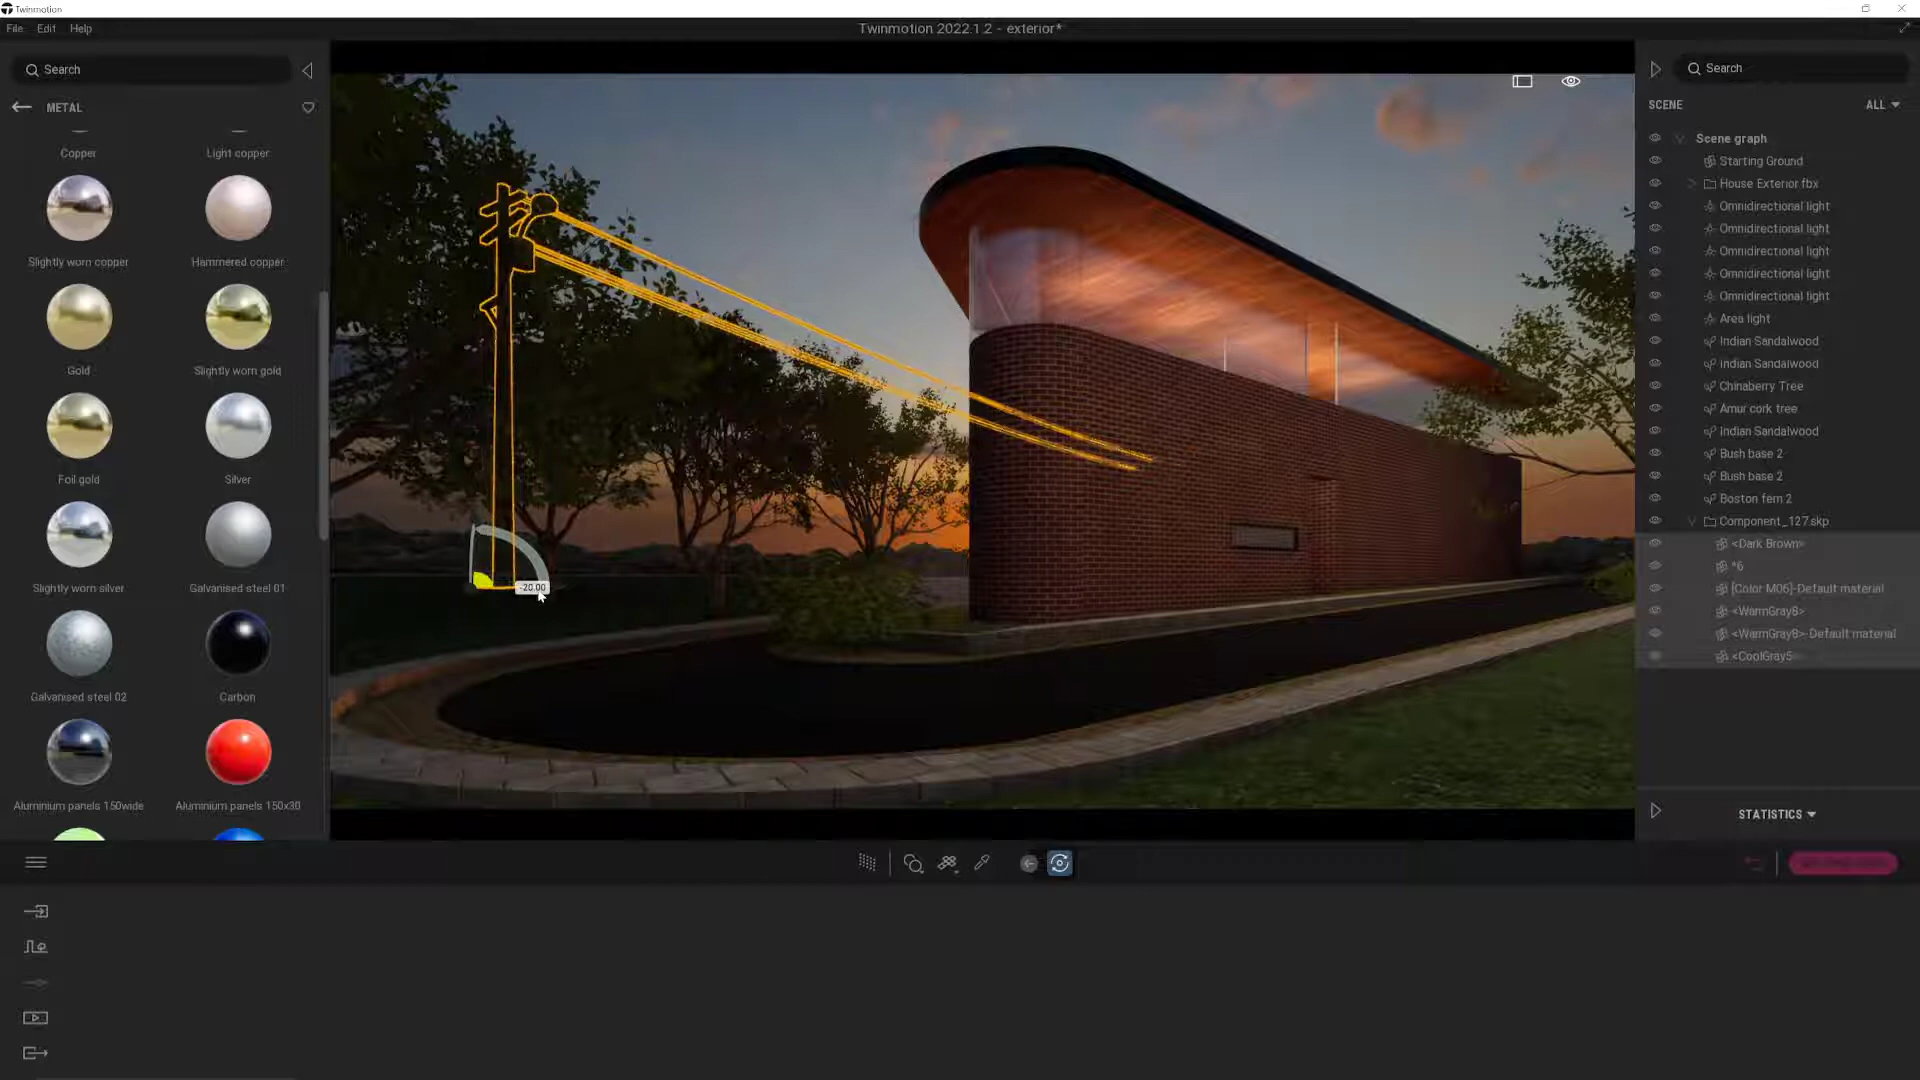 Twinmotion
File Edit Help
Twinmotion 2022.1.2 - exterior*
Search
METAL
Copper
Light copper
Slightly worn copper
Hammered copper
Gold
Slightly worn gold
Foil gold
Silver
Slightly worn silver
Galvanised steel 01
Galvanised steel 02
Carbon
Aluminium panels 150wide
Aluminium panels 150x30
-20.00
Search
SCENE
ALL
Scene graph
Starting Ground
House Exterior.fbx
Omnidirectional light
Omnidirectional light
Omnidirectional light
Omnidirectional light
Omnidirectional light
Area light
Indian Sandalwood
Indian Sandalwood
Chinaberry Tree
Amur cork tree
Indian Sandalwood
Bush base 2
Bush base 2
Boston fern 2
Component_127.skp
<Dark Brown>
*6
[Color M06]-Default material
<WarmGray8>
<WarmGray8>-Default material
<CoolGray5>
STATISTICS